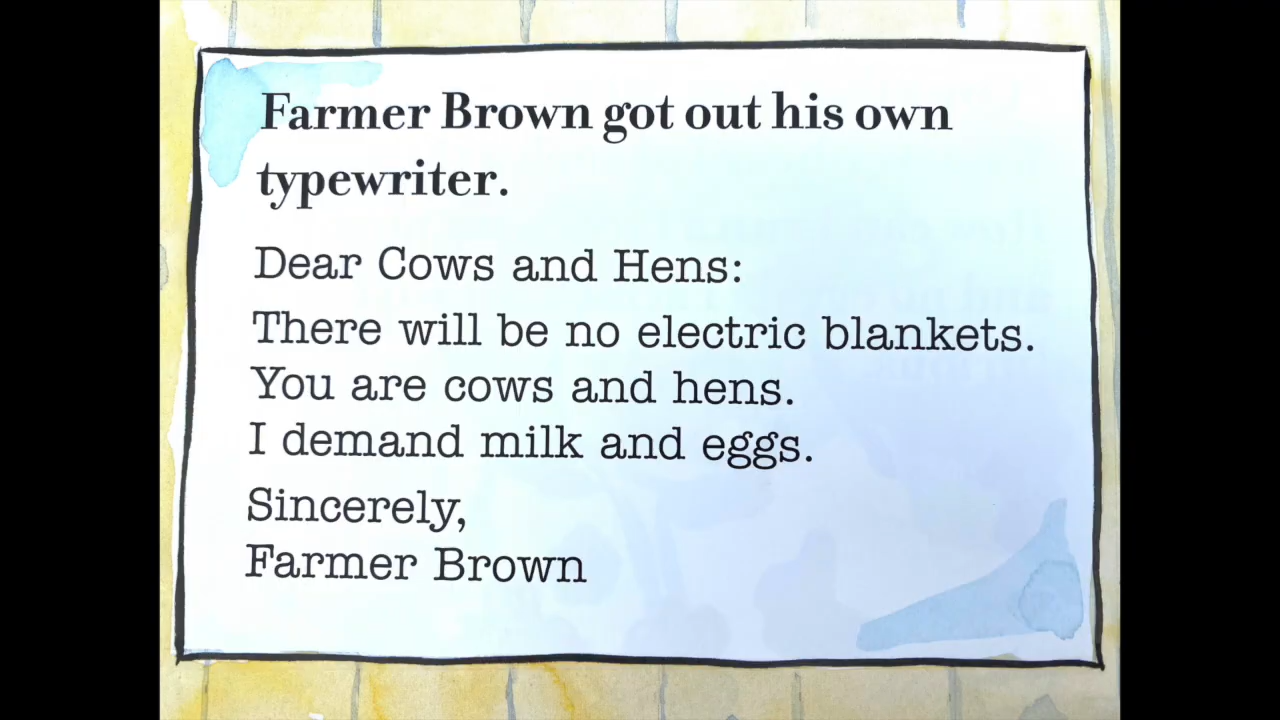 Farmer Brown got out his own
typewriter.
Dear Cows and Hens:
There will be no electric blankets.
You are cows and hens.
I demand milk and eggs.
Sincerely,
Farmer Brown